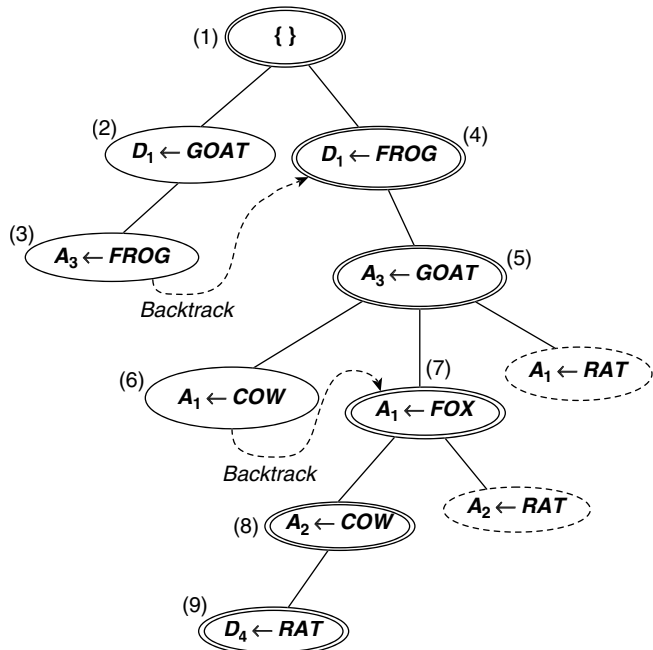 (1) { }
(2) D₁ ← GOAT
D₁ ← FROG (4)
(3) A₃ ← FROG
A₃ ← GOAT (5)
Backtrack
(6) A₁ ← COW
(7) A₁ ← FOX
A₁ ← RAT
Backtrack
(8) A₂ ← COW
A₂ ← RAT
(9) D₄ ← RAT